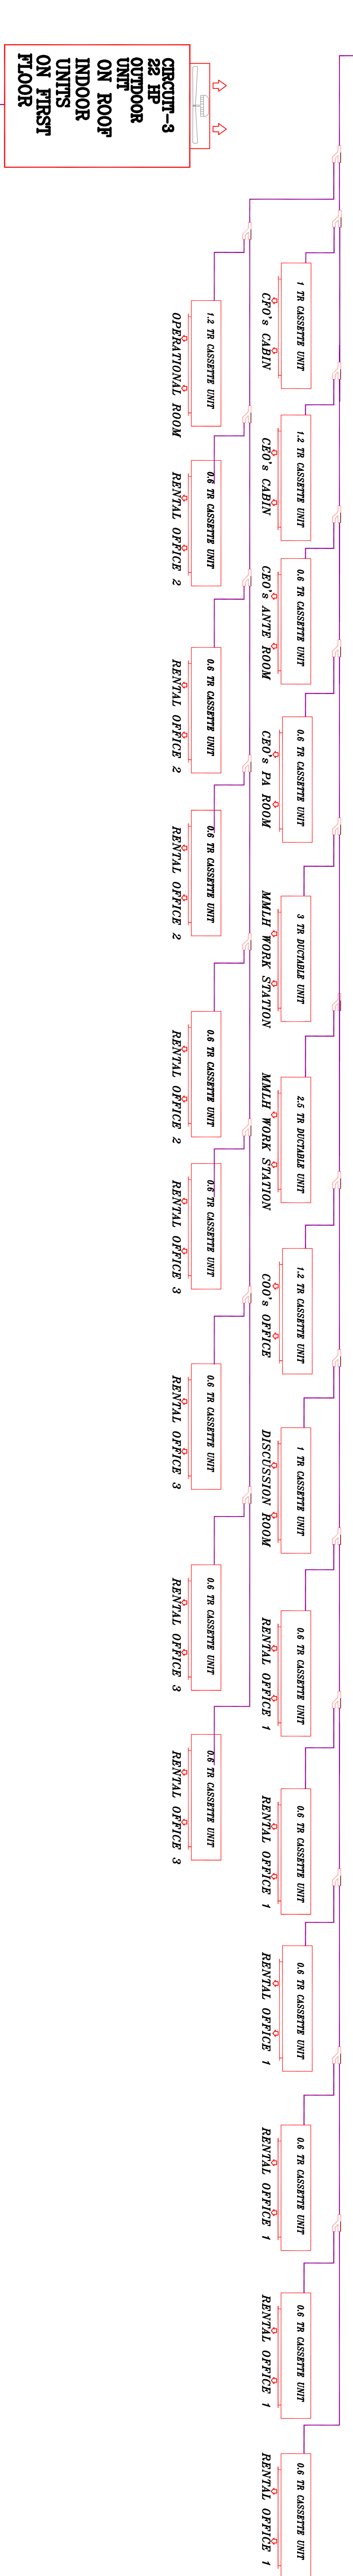 CIRCUIT-3
22 HP
OUTDOOR
UNIT
ON ROOF
INDOOR
UNITS
ON FIRST
FLOOR
1 TR CASSETTE UNIT
CFO's CABIN
1.2 TR CASSETTE UNIT
CEO's CABIN
0.6 TR CASSETTE UNIT
CEO's ANTE ROOM
0.6 TR CASSETTE UNIT
CEO's PA ROOM
3 TR DUCTABLE UNIT
MMLH WORK STATION
2.5 TR DUCTABLE UNIT
MMLH WORK STATION
1.2 TR CASSETTE UNIT
COO's OFFICE
1 TR CASSETTE UNIT
DISCUSSION ROOM
0.6 TR CASSETTE UNIT
RENTAL OFFICE 1
0.6 TR CASSETTE UNIT
RENTAL OFFICE 1
0.6 TR CASSETTE UNIT
RENTAL OFFICE 1
0.6 TR CASSETTE UNIT
RENTAL OFFICE 1
0.6 TR CASSETTE UNIT
RENTAL OFFICE 1
0.6 TR CASSETTE UNIT
RENTAL OFFICE 1
1.2 TR CASSETTE UNIT
OPERATIONAL ROOM
0.6 TR CASSETTE UNIT
RENTAL OFFICE 2
0.6 TR CASSETTE UNIT
RENTAL OFFICE 2
0.6 TR CASSETTE UNIT
RENTAL OFFICE 2
0.6 TR CASSETTE UNIT
RENTAL OFFICE 2
0.6 TR CASSETTE UNIT
RENTAL OFFICE 3
0.6 TR CASSETTE UNIT
RENTAL OFFICE 3
0.6 TR CASSETTE UNIT
RENTAL OFFICE 3
0.6 TR CASSETTE UNIT
RENTAL OFFICE 3